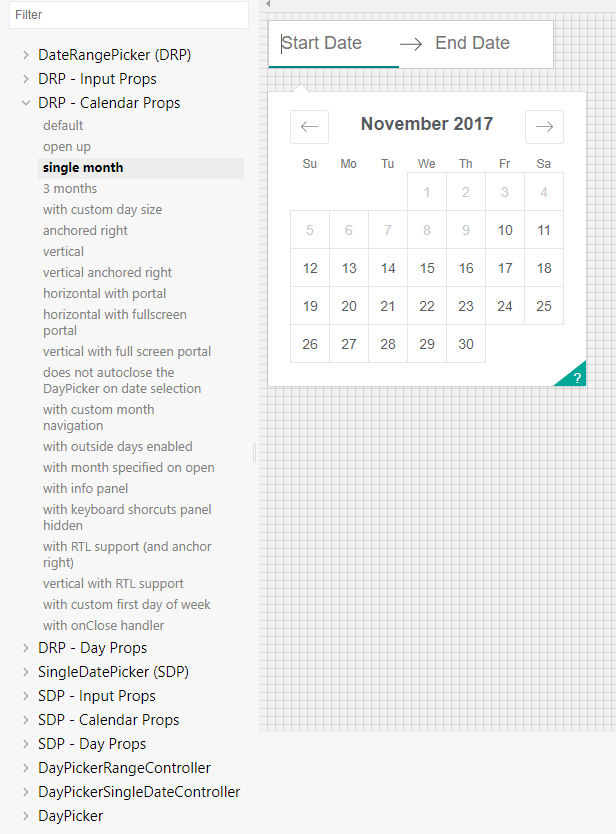 Filter
DateRangePicker (DRP)
DRP - Input Props
DRP - Calendar Props
default
open up
single month
3 months
with custom day size
anchored right
vertical
vertical anchored right
horizontal with portal
horizontal with fullscreen
portal
vertical with full screen portal
does not autoclose the
DayPicker on date selection
with custom month
navigation
with outside days enabled
with month specified on open
with info panel
with keyboard shorcuts panel
hidden
with RTL support (and anchor
right)
vertical with RTL support
with custom first day of week
with onClose handler
DRP - Day Props
SingleDatePicker (SDP)
SDP - Input Props
SDP - Calendar Props
SDP - Day Props
DayPickerRangeController
DayPickerSingleDateController
DayPicker
Start Date → End Date
← November 2017 →
Su Mo Tu We Th Fr Sa
1 2 3 4
5 6 7 8 9 10 11
12 13 14 15 16 17 18
19 20 21 22 23 24 25
26 27 28 29 30
?